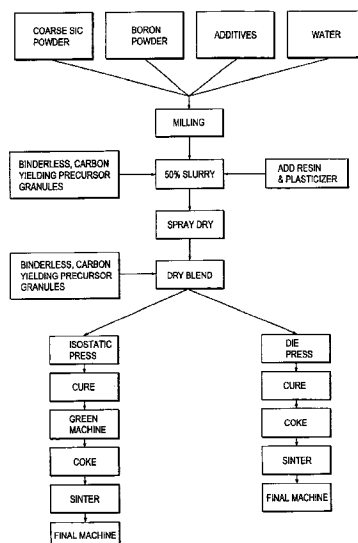 COARSE SIC
POWDER
BORON
POWDER
ADDITIVES
WATER
MILLING
BINDERLESS, CARBON
YIELDING PRECURSOR
GRANULES
50% SLURRY
ADD RESIN
& PLASTICIZER
SPRAY DRY
BINDERLESS, CARBON
YIELDING PRECURSOR
GRANULES
DRY BLEND
ISOSTATIC
PRESS
DIE
PRESS
CURE
CURE
GREEN
MACHINE
COKE
COKE
SINTER
SINTER
FINAL MACHINE
FINAL MACHINE